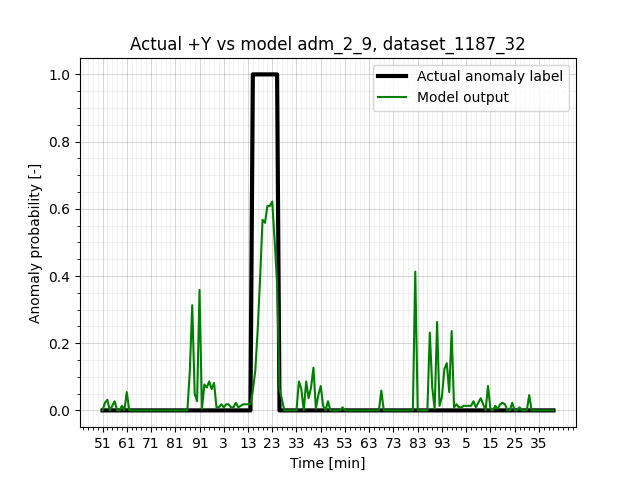 Actual +Y vs model adm_2_9, dataset_1187_32
Actual anomaly label
Model output
Anomaly probability [-]
1.0
0.8
0.6
0.4
0.2
0.0
51 61 71 81 91 3 13 23 33 43 53 63 73 83 93 5 15 25 35
Time [min]